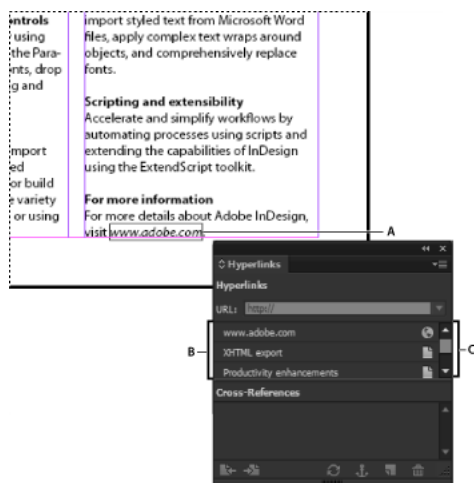 ntrols
using
the Para-
nts, drop
g and
mport
ed
or build
variety
or using
import styled text from Microsoft Word
files, apply complex text wraps around
objects, and comprehensively replace
fonts.
Scripting and extensibility
Accelerate and simplify workflows by
automating processes using scripts and
extending the capabilities of InDesign
using the ExtendScript toolkit.
For more information
For more details about Adobe InDesign,
visit www.adobe.com.
A
Hyperlinks
Hyperlinks
URL: http://
B
www.adobe.com
XHTML export
Productivity enhancements
C
Cross-References